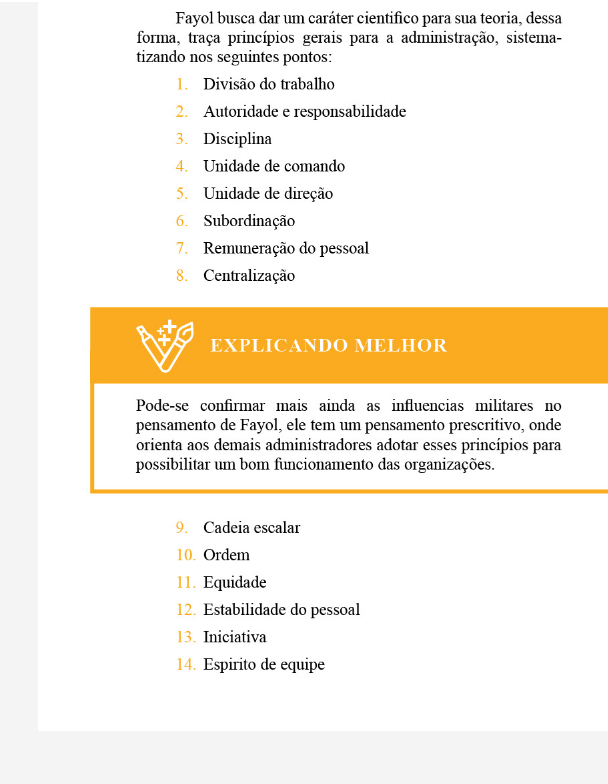 Fayol busca dar um caráter cientifico para sua teoria, dessa
forma, traça princípios gerais para a administração, sistema-
tizando nos seguintes pontos:
1. Divisão do trabalho
2. Autoridade e responsabilidade
3. Disciplina
4. Unidade de comando
5. Unidade de direção
6. Subordinação
7. Remuneração do pessoal
8. Centralização
EXPLICANDO MELHOR
Pode-se confirmar mais ainda as influencias militares no
pensamento de Fayol, ele tem um pensamento prescritivo, onde
orienta aos demais administradores adotar esses princípios para
possibilitar um bom funcionamento das organizações.
9. Cadeia escalar
10. Ordem
11. Equidade
12. Estabilidade do pessoal
13. Iniciativa
14. Espirito de equipe